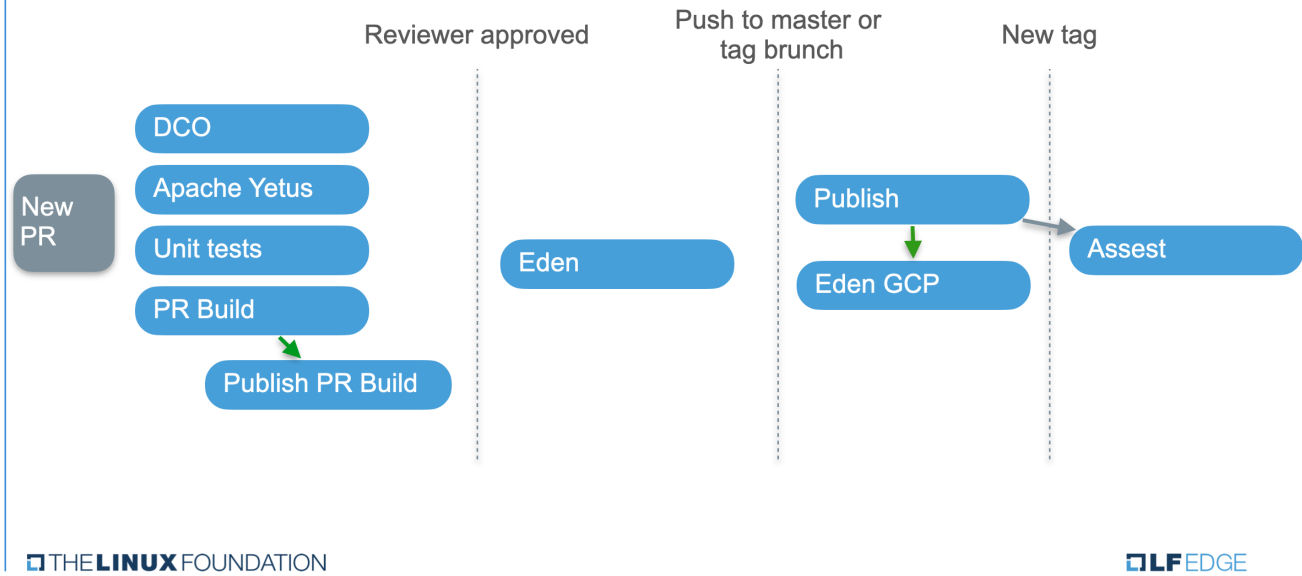 Reviewer approved
Push to master or
tag brunch
New tag
New
PR
DCO
Apache Yetus
Unit tests
PR Build
Publish PR Build
Eden
Publish
Eden GCP
Assest
THE LINUX FOUNDATION
LF EDGE